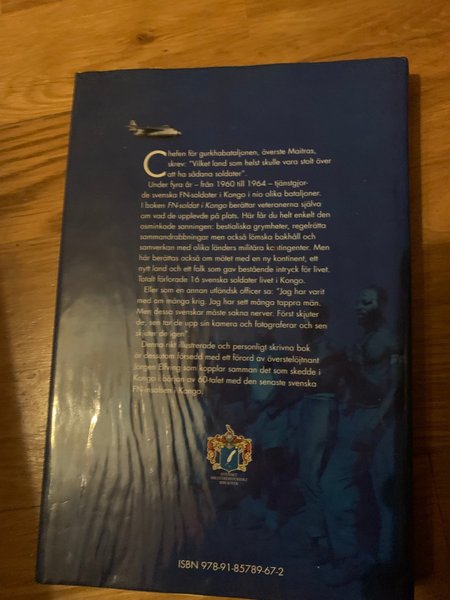 Chefen för gurkhabataljonen, överste Maitras,
skrev: "Vilket land som helst skulle vara stolt över
att ha sådana soldater".
Under fyra år – från 1960 till 1964 – tjänstgjor-
de svenska FN-soldater i Kongo i nio olika bataljoner.
I boken FN-soldat i Kongo berättar veteranerna själva
om vad de upplevde på plats. Här får du helt enkelt den
osminkade sanningen: bestialiska grymheter, regelrätta
sammandrabbningar men också lömska bakhåll och
samverkan med olika länders militära kontingenter. Men
här berättas också om mötet med en ny kontinent, ett
nytt land och ett folk som gav bestående intryck för livet.
Totalt förlorade 16 svenska soldater livet i Kongo.
Eller som en annan utländsk officer sa: "Jag har varit
med om många krig. Jag har sett många tappra män.
Men dessa svenskar måste sakna nerver. Först skjuter
de, sen tar de upp sin kamera och fotograferar och sen
skjuter de igen"
Denna rikt illustrerade och personligt skrivna bok
är dessutom försedd med ett förord av överstelöjtnant
Jörgen Elfving som kopplar samman det som skedde i
Kongo i början av 60-talet med den senaste svenska
FN-insatsen i Kongo.
SVENSKT
MILITÄRHISTORISKT
BIBLIOTEK
ISBN 978-91-85789-67-2